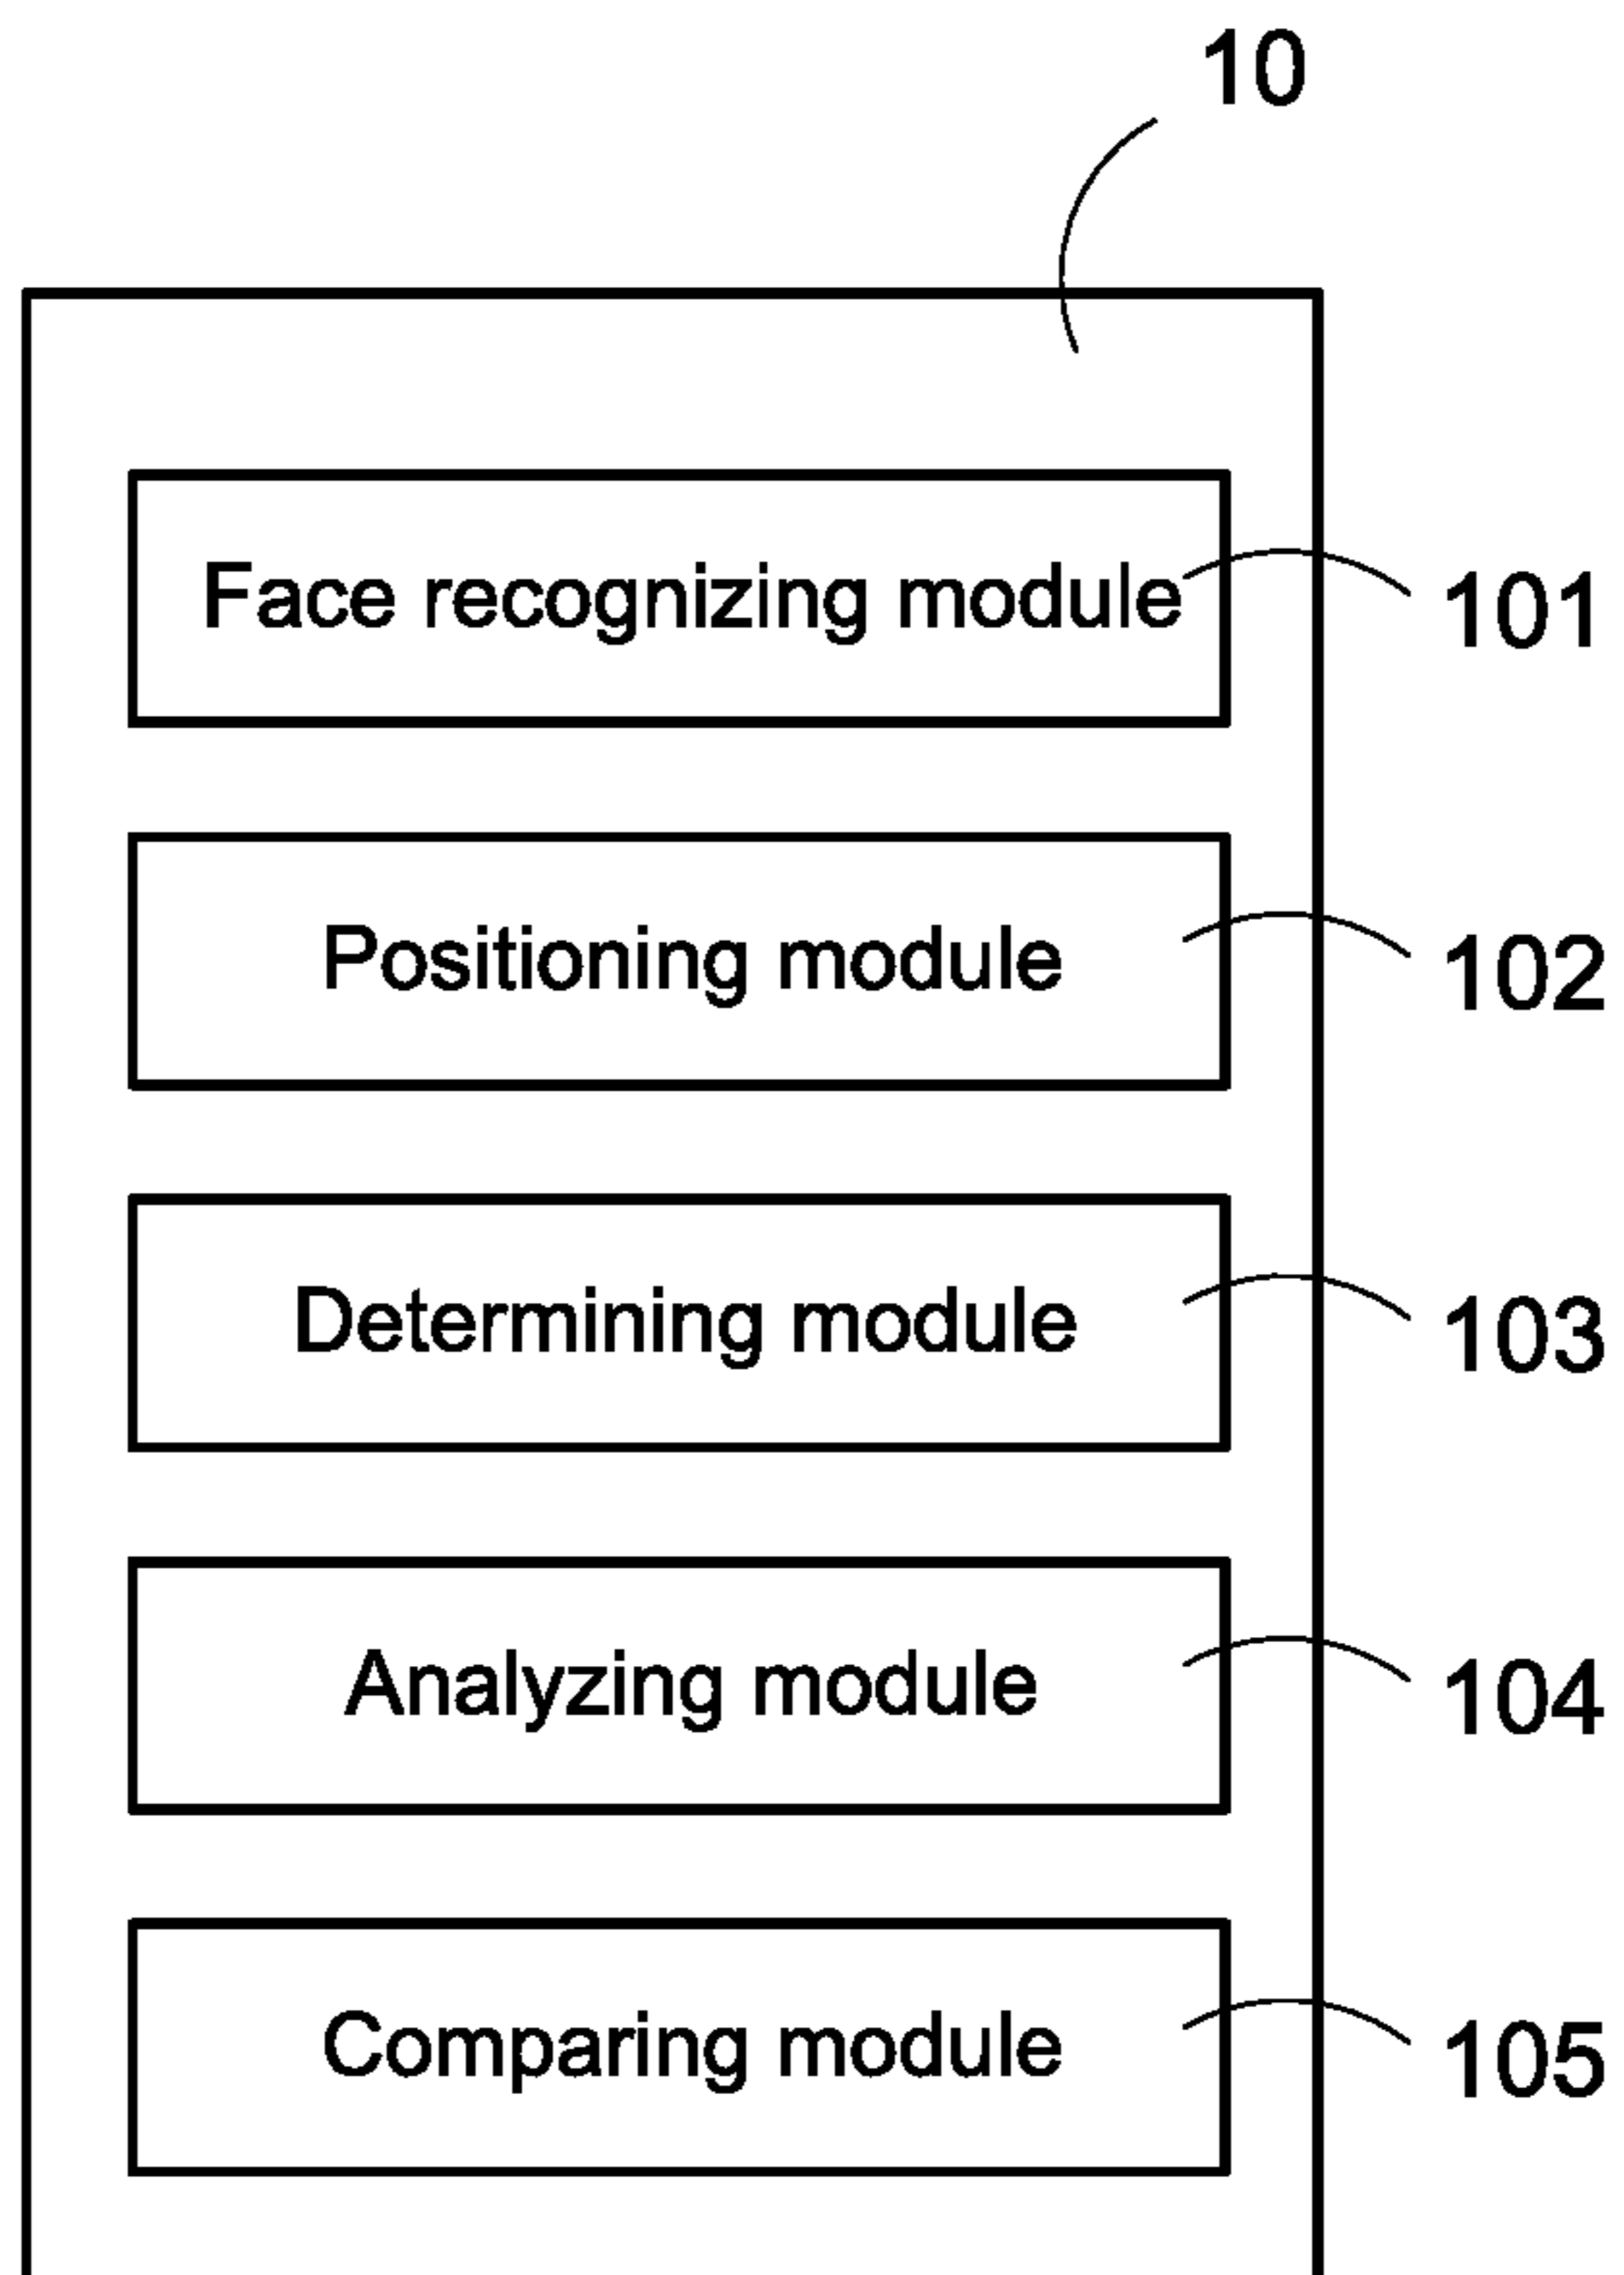 10
Face recognizing module
101
Positioning module
102
Determining module
103
Analyzing module
104
Comparing module
105